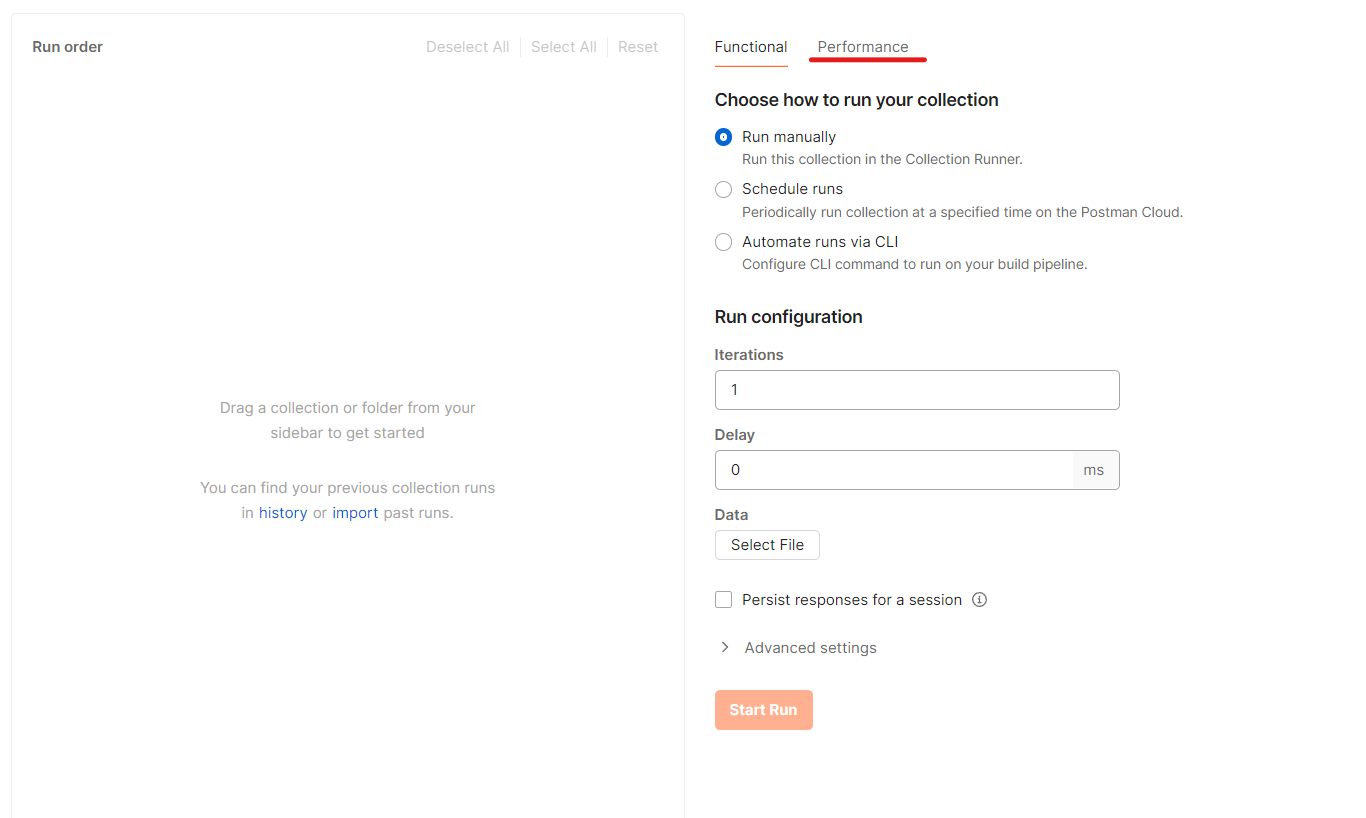 Run order
Deselect All
Select All
Reset
Drag a collection or folder from your
sidebar to get started
You can find your previous collection runs
in history or import past runs.
Functional
Performance
Choose how to run your collection
Run manually
Run this collection in the Collection Runner.
Schedule runs
Periodically run collection at a specified time on the Postman Cloud.
Automate runs via CLI
Configure CLI command to run on your build pipeline.
Run configuration
Iterations
1
Delay
0 ms
Data
Select File
Persist responses for a session
Advanced settings
Start Run